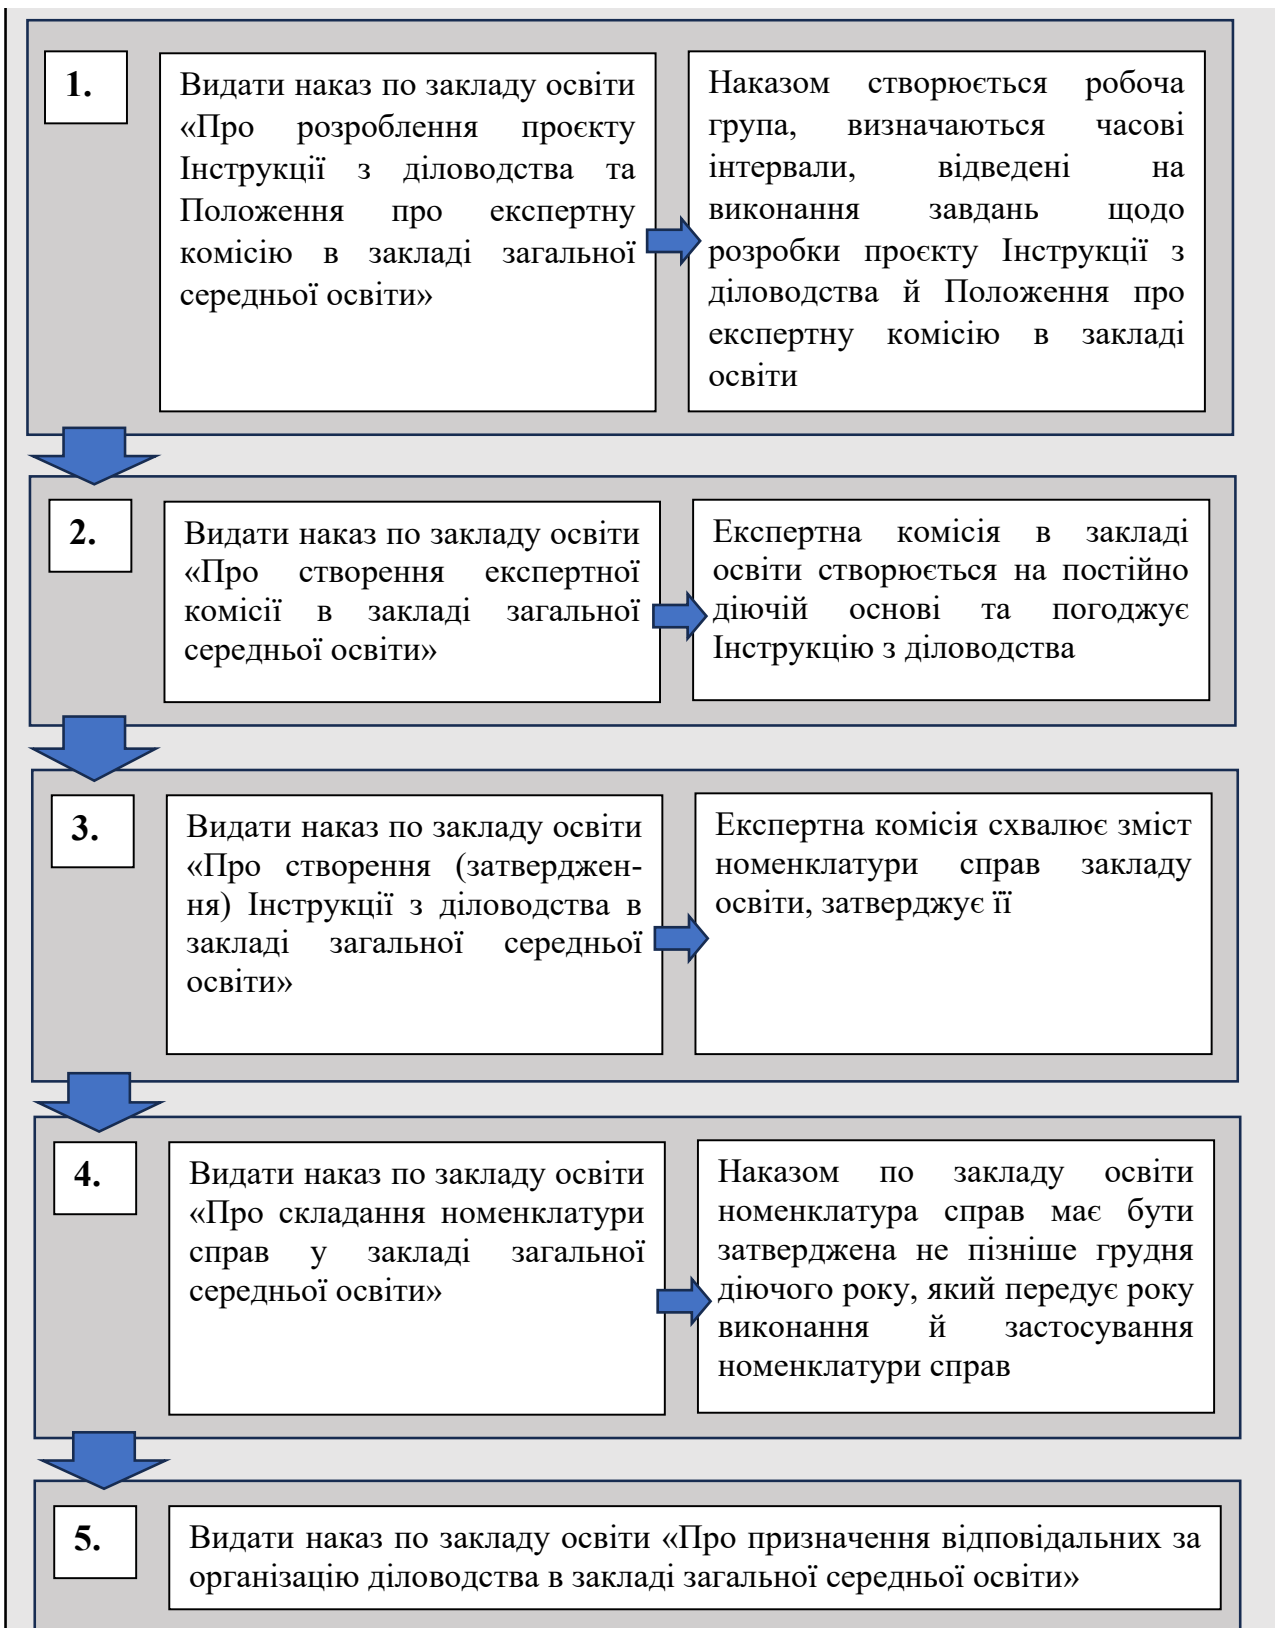 1.
Видати наказ по закладу освіти
«Про розроблення проєкту
Інструкції з діловодства та
Положення про експертну
комісію в закладі загальної
середньої освіти»
Наказом створюється робоча
група, визначаються часові
інтервали, відведені на
виконання завдань щодо
розробки проєкту Інструкції з
діловодства й Положення про
експертну комісію в закладі
освіти
2.
Видати наказ по закладу освіти
«Про створення експертної
комісії в закладі загальної
середньої освіти»
Експертна комісія в закладі
освіти створюється на постійно
діючій основі та погоджує
Інструкцію з діловодства
3.
Видати наказ по закладу освіти
«Про створення (затверджен-
ня) Інструкції з діловодства в
закладі загальної середньої
освіти»
Експертна комісія схвалює зміст
номенклатури справ закладу
освіти, затверджує її
4.
Видати наказ по закладу освіти
«Про складання номенклатури
справ у закладі загальної
середньої освіти»
Наказом по закладу освіти
номенклатура справ має бути
затверджена не пізніше грудня
діючого року, який передує року
виконання й застосування
номенклатури справ
5.
Видати наказ по закладу освіти «Про призначення відповідальних за
організацію діловодства в закладі загальної середньої освіти»